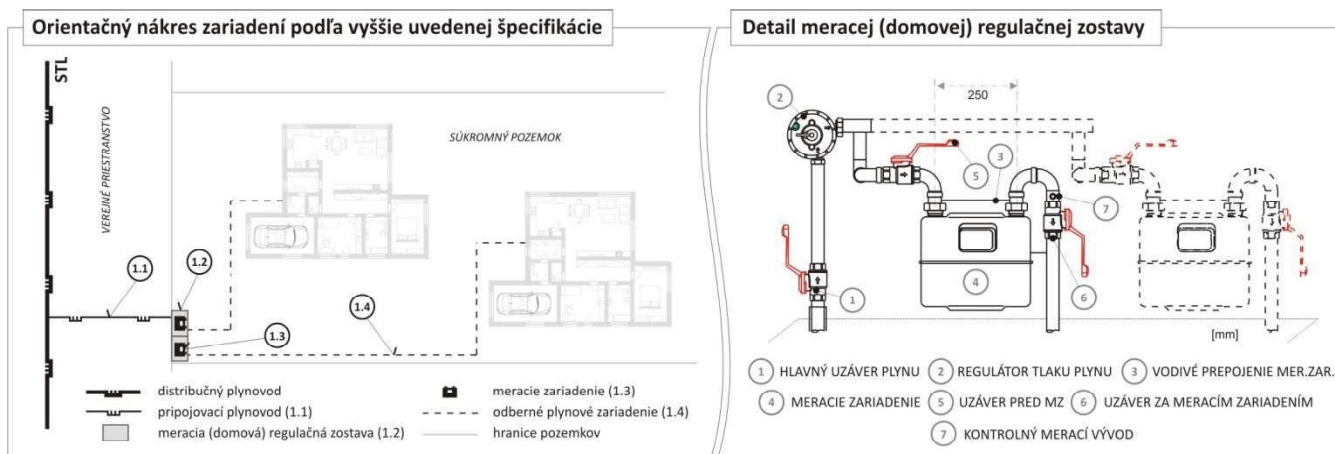 Orientačný nákres zariadení podľa vyššie uvedenej špecifikácie
STL
VEREJNÉ PRIESTRANSTVO
SÚKROMNÝ POZEMOK
1.1
1.2
1.3
1.4
distribučný plynovod
pripojovací plynovod (1.1)
meracia (domová) regulačná zostava (1.2)
meracie zariadenie (1.3)
odberné plynové zariadenie (1.4)
hranice pozemkov
Detail meracej (domovej) regulačnej zostavy
250
2
3
5
7
4
1
6
[mm]
1 HLAVNÝ UZÁVER PLYNU 2 REGULÁTOR TLAKU PLYNU 3 VODIVÉ PREPOJENIE MER.ZAR.
4 MERACIE ZARIADENIE 5 UZÁVER PRED MZ 6 UZÁVER ZA MERACÍM ZARIADENÍM
7 KONTROLNÝ MERACÍ VÝVOD